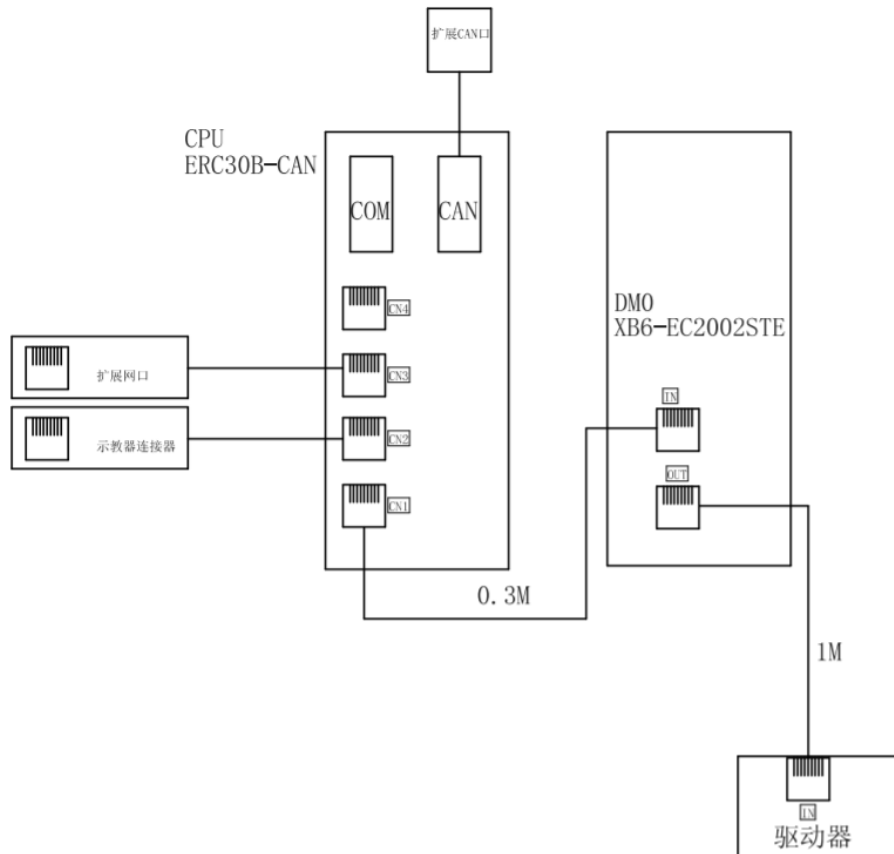 扩展CAN口
CPU
ERC30B-CAN
COM
CAN
CN4
DMO
XB6-EC2002STE
扩展网口
CN3
IN
示教器连接器
CN2
OUT
CN1
0.3M
1M
IN
驱动器